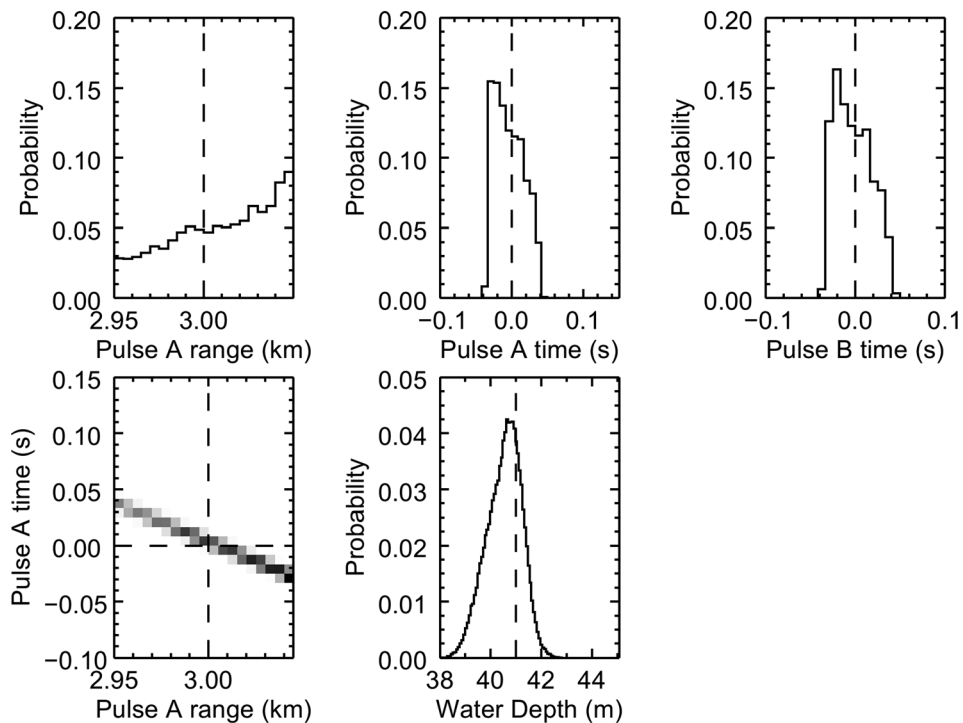 0.20
0.15
0.10
0.05
0.00
Probability
2.95 3.00
Pulse A range (km)
0.20
0.15
0.10
0.05
0.00
Probability
−0.1 0.0 0.1
Pulse A time (s)
0.20
0.15
0.10
0.05
0.00
Probability
−0.1 0.0 0.1
Pulse B time (s)
0.15
0.10
0.05
0.00
−0.05
−0.10
Pulse A time (s)
2.95 3.00
Pulse A range (km)
0.05
0.04
0.03
0.02
0.01
0.00
Probability
38 40 42 44
Water Depth (m)